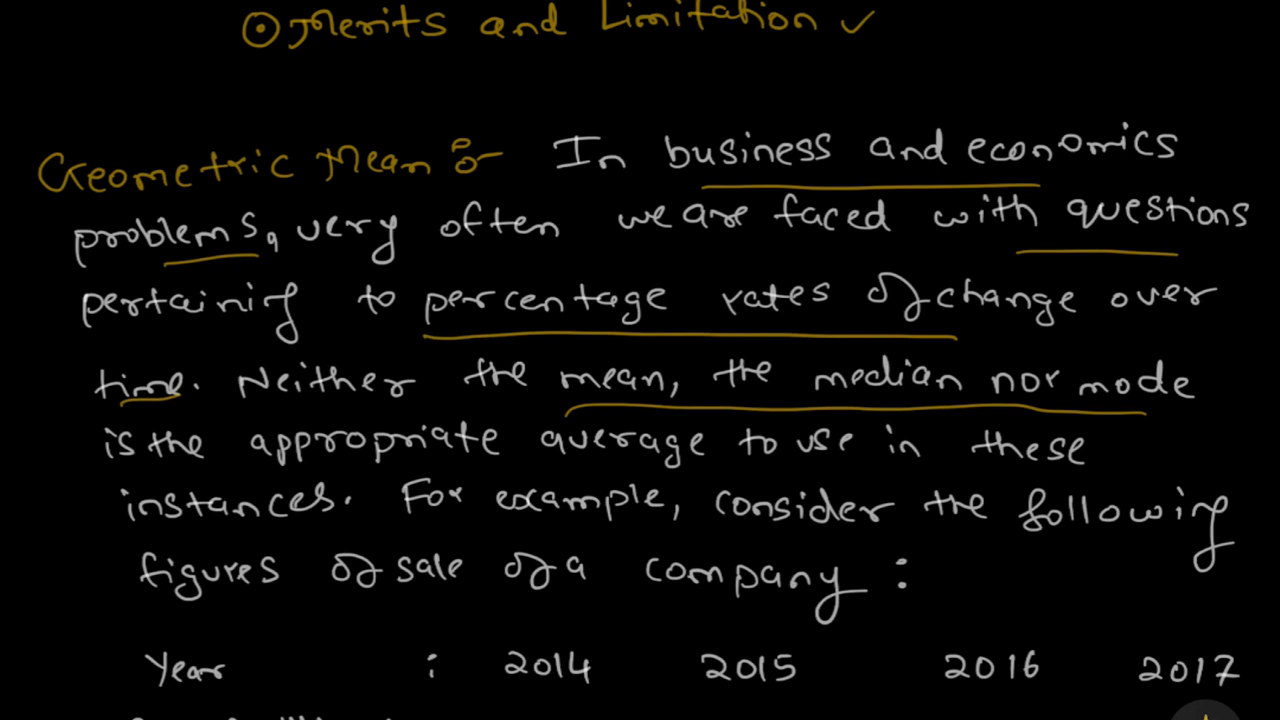 ⊙ Merits and Limitation ✓
Geometric Mean :- In business and economics
problems, very often we are faced with questions
pertaining to percentage rates of change over
time. Neither the mean, the median nor mode
is the appropriate average to use in these
instances. For example, consider the following
figures of sale of a company :
Year : 2014 2015 2016 2017